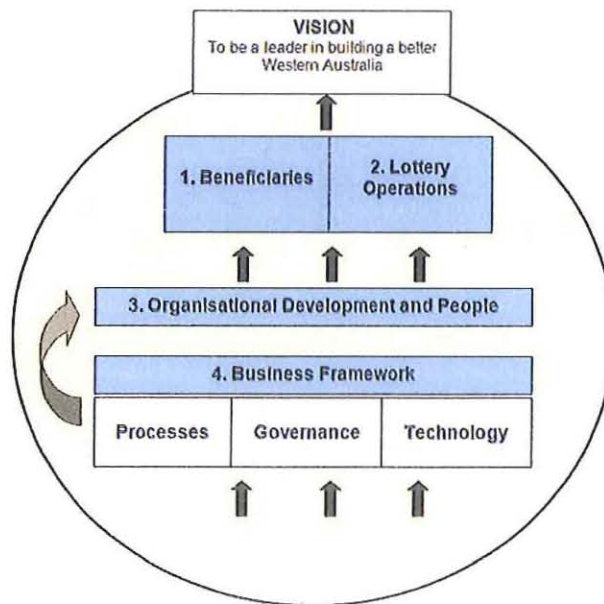 VISION
To be a leader in building a better
Western Australia
1. Beneficiaries
2. Lottery
Operations
3. Organisational Development and People
4. Business Framework
Processes
Governance
Technology